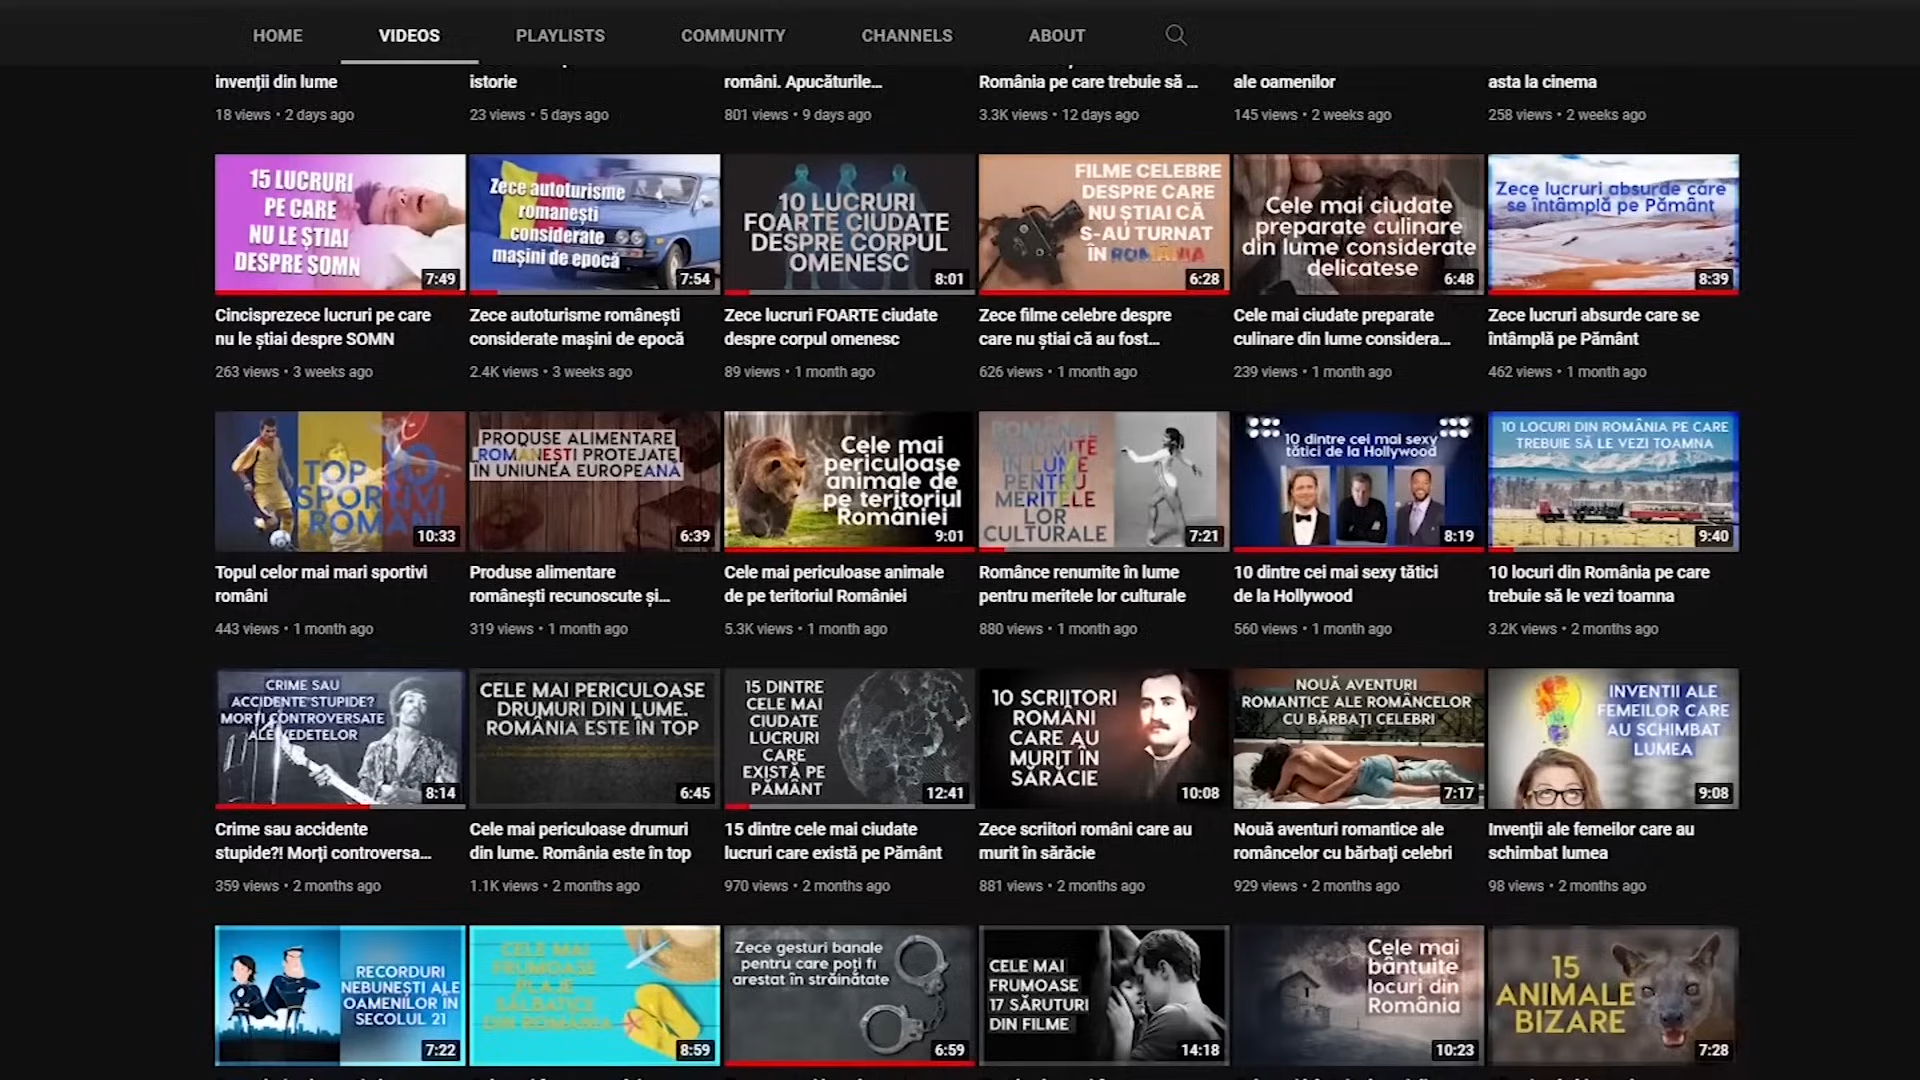 HOME VIDEOS PLAYLISTS COMMUNITY CHANNELS ABOUT
invenții din lume
istorie
români. Apucăturile...
România pe care trebuie să ...
ale oamenilor
asta la cinema
18 views • 2 days ago
23 views • 5 days ago
801 views • 9 days ago
3.3K views • 12 days ago
145 views • 2 weeks ago
258 views • 2 weeks ago
15 LUCRURI
PE CARE
NU LE ȘTIAI
DESPRE SOMN
7:49
Cincisprezece lucruri pe care
nu le știai despre SOMN
263 views • 3 weeks ago
Zece autoturisme
romanești
considerate
mașini de epocă
7:54
Zece autoturisme românești
considerate mașini de epocă
2.4K views • 3 weeks ago
10 LUCRURI
FOARTE CIUDATE
DESPRE CORPUL
OMENESC
8:01
Zece lucruri FOARTE ciudate
despre corpul omenesc
89 views • 1 month ago
FILME CELEBRE
DESPRE CARE
NU ȘTIAI CĂ
S-AU TURNAT
ÎN ROMÂNIA
6:28
Zece filme celebre despre
care nu știai că au fost...
626 views • 1 month ago
Cele mai ciudate
preparate culinare
din lume considerate
delicatese
6:48
Cele mai ciudate preparate
culinare din lume considera...
239 views • 1 month ago
Zece lucruri absurde care
se întâmplă pe Pământ
8:39
Zece lucruri absurde care se
întâmplă pe Pământ
462 views • 1 month ago
TOP 10
SPORTIVI
ROMÂNI
10:33
Topul celor mai mari sportivi
români
443 views • 1 month ago
PRODUSE ALIMENTARE
ROMÂNEȘTI PROTEJATE
ÎN UNIUNEA EUROPEANĂ
6:39
Produse alimentare
românești recunoscute și...
319 views • 1 month ago
Cele mai
periculoase
animale de
pe teritoriul
României
9:01
Cele mai periculoase animale
de pe teritoriul României
5.3K views • 1 month ago
ROMÂNCE
RENUMITE
ÎN LUME
PENTRU
MERITELE
LOR
CULTURALE
7:21
Românce renumite în lume
pentru meritele lor culturale
880 views • 1 month ago
10 dintre cei mai sexy
tătici de la Hollywood
8:19
10 dintre cei mai sexy tătici
de la Hollywood
560 views • 1 month ago
10 LOCURI DIN ROMÂNIA PE CARE
TREBUIE SĂ LE VEZI TOAMNA
9:40
10 locuri din România pe care
trebuie să le vezi toamna
3.2K views • 2 months ago
CRIME SAU
ACCIDENTE STUPIDE?
MORȚI CONTROVERSATE
ALE VEDETELOR
8:14
Crime sau accidente
stupide?! Morți controversa...
359 views • 2 months ago
CELE MAI PERICULOASE
DRUMURI DIN LUME.
ROMÂNIA ESTE ÎN TOP
6:45
Cele mai periculoase drumuri
din lume. România este în top
1.1K views • 2 months ago
15 DINTRE
CELE MAI
CIUDATE
LUCRURI
CARE
EXISTĂ PE
PĂMÂNT
12:41
15 dintre cele mai ciudate
lucruri care există pe Pământ
970 views • 2 months ago
10 SCRIITORI
ROMÂNI
CARE AU
MURIT ÎN
SĂRĂCIE
10:08
Zece scriitori români care au
murit în sărăcie
881 views • 2 months ago
NOUĂ AVENTURI
ROMANTICE ALE ROMÂNCELOR
CU BĂRBAȚI CELEBRI
7:17
Nouă aventuri romantice ale
româncelor cu bărbați celebri
929 views • 2 months ago
INVENTII ALE
FEMEILOR CARE
AU SCHIMBAT
LUMEA
9:08
Invenții ale femeilor care au
schimbat lumea
98 views • 2 months ago
RECORDURI
NEBUNEȘTI ALE
OAMENILOR ÎN
SECOLUL 21
7:22
CELE MAI
FRUMOASE
PLAJE
SĂLBATICE
DIN ROMÂNIA
8:59
Zece gesturi banale
pentru care poți fi
arestat în străinătate
6:59
CELE MAI
FRUMOASE
17 SĂRUTURI
DIN FILME
14:18
Cele mai
bântuite
locuri din
România
10:23
15
ANIMALE
BIZARE
7:28